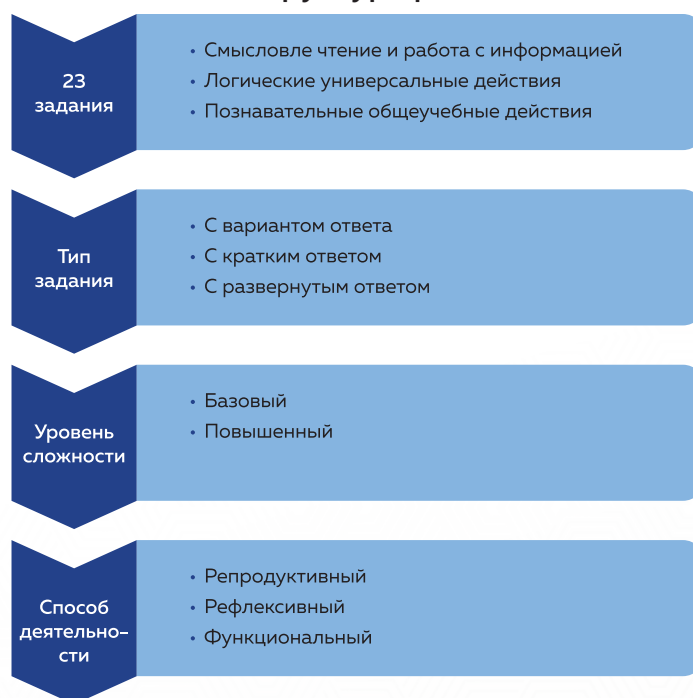 23
задания
• Смысловле чтение и работа с информацией
• Логические универсальные действия
• Познавательные общеучебные действия
Тип
задания
• С вариантом ответа
• С кратким ответом
• С развернутым ответом
Уровень
сложности
• Базовый
• Повышенный
Способ
деятельно-
сти
• Репродуктивный
• Рефлексивный
• Функциональный